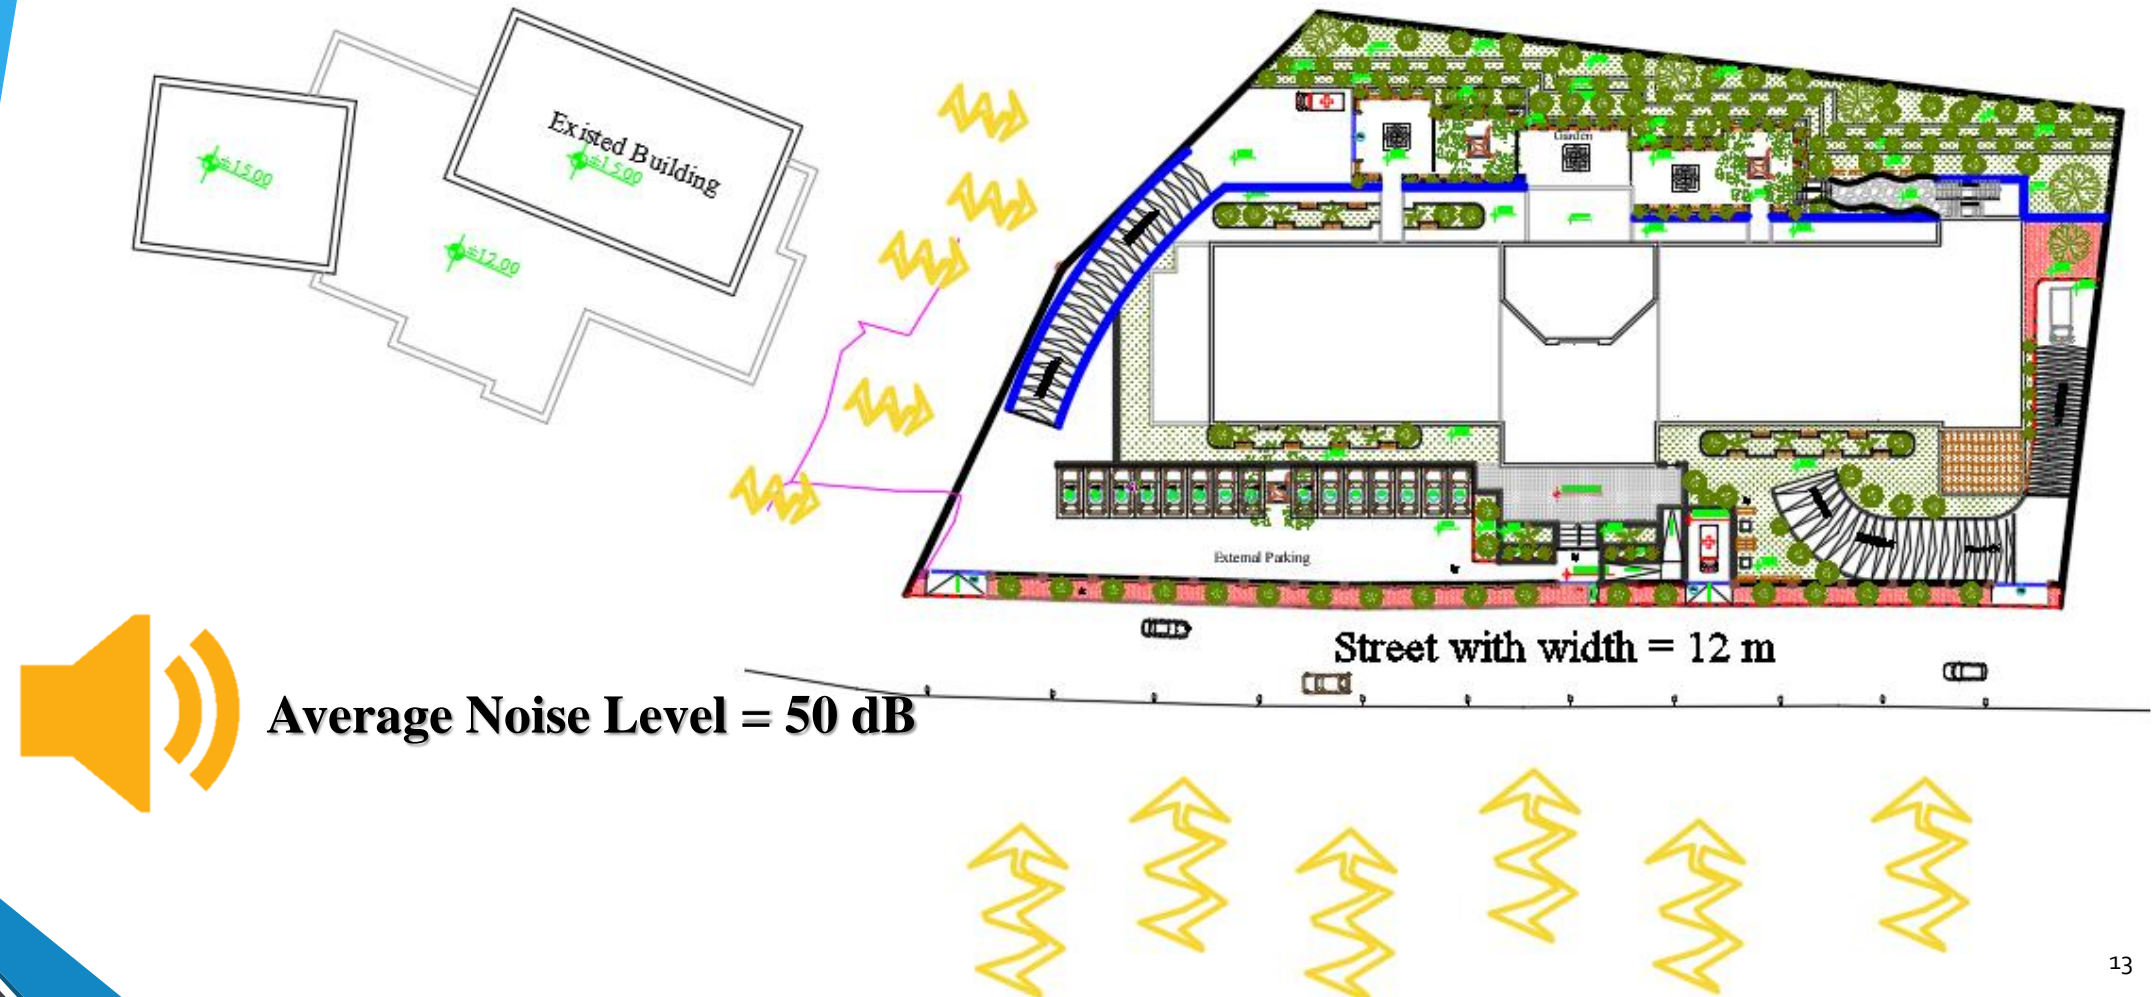 Existed Building
±15.00
±15.00
±12.00
Garden
External Parking
Street with width = 12 m
Average Noise Level = 50 dB
13